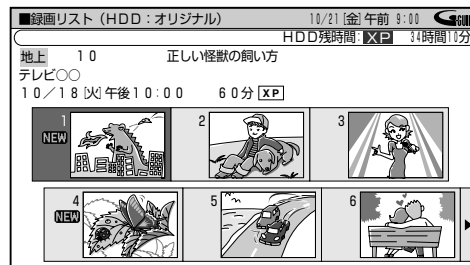 ■録画リスト（HDD：オリジナル） 10/21[金]午前 9:00
HDD残時間：XP 34時間10分
地上 10 正しい怪獣の飼い方
テレビ○○
10／18[火]午後10：00 60分 XP
1 2 3
NEW
4 5 6
NEW